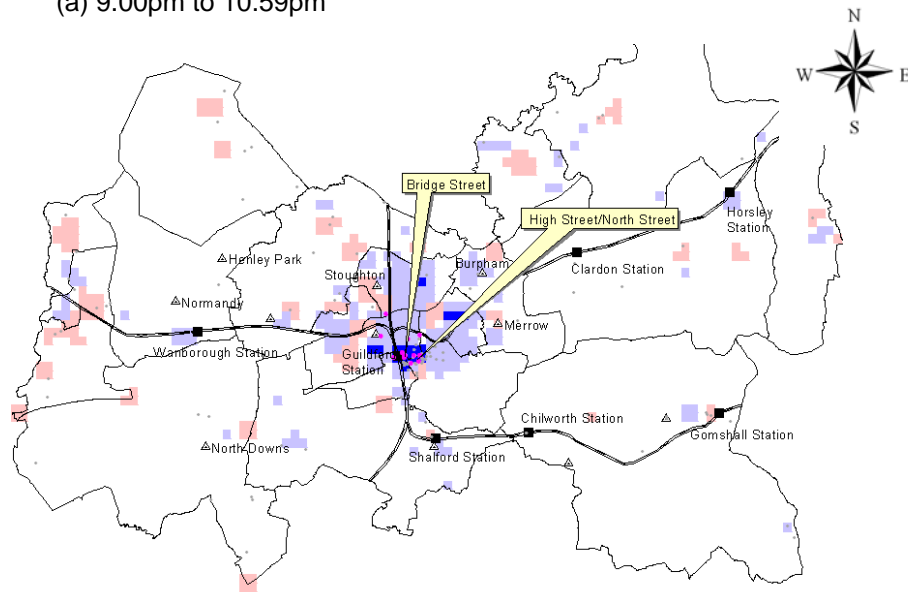 (a) 9.00pm to 10.59pm
N
W
E
S
Bridge Street
High Street/North Street
Horsley
Station
Henley Park
Burpham
Clardon Station
Stoughton
Normandy
Merrow
Wanborough Station
Guildford
Station
Chilworth Station
Gomshall Station
North Downs
Shalford Station